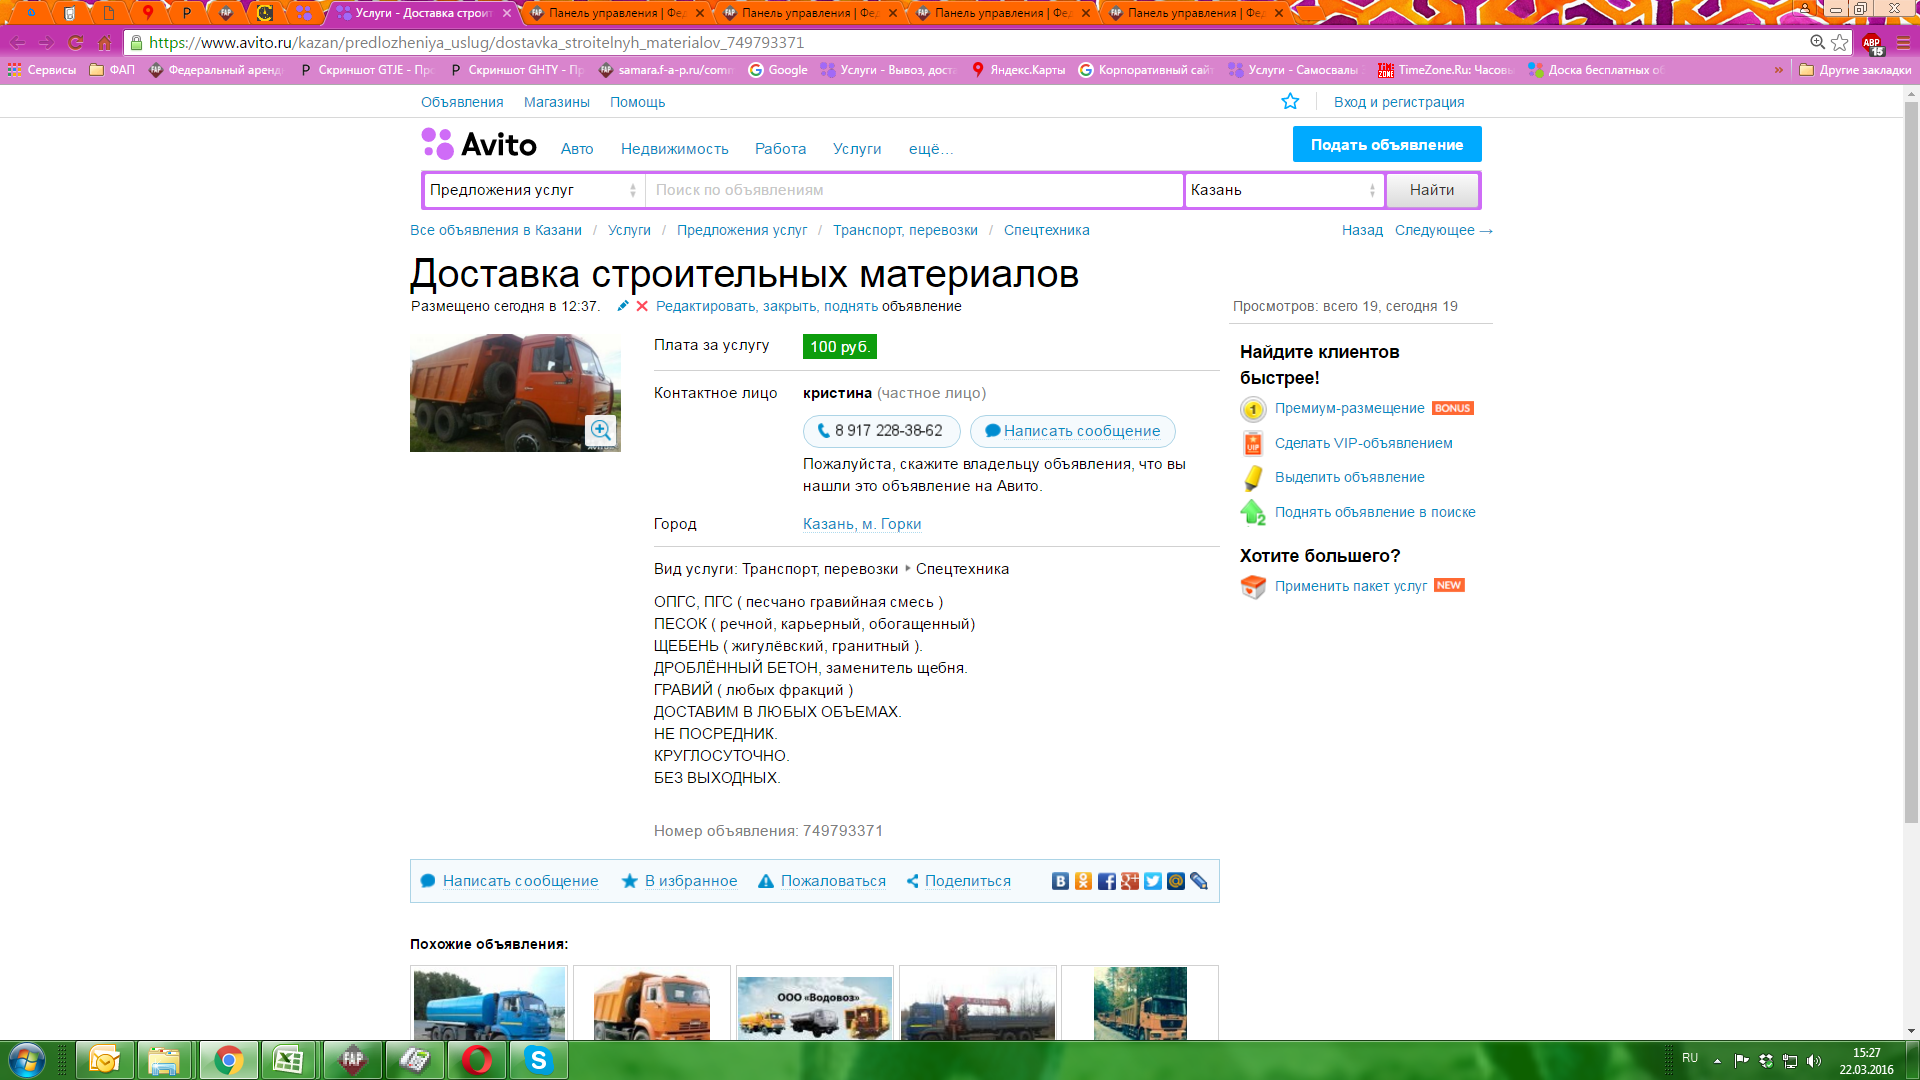 Услуги - Доставка строит
Панель управления | Фед
Панель управления | Фед
Панель управления | Фед
Панель управления | Фед
https://www.avito.ru/kazan/predlozheniya_uslug/dostavka_stroitelnyh_materialov_749793371
ABP
15
Сервисы
ФАП
Федеральный аренд
Скриншот GTJE - Пр
Скриншот GHTY - Пр
samara.f-a-p.ru/com
Google
Услуги - Вывоз, дост
Яндекс.Карты
Корпоративный сай
Услуги - Самосвалы
TimeZone.Ru: Часов
Доска бесплатных о
»
Другие закладки
Объявления Магазины Помощь
Вход и регистрация
Avito
Авто Недвижимость Работа Услуги ещё...
Подать объявление
Предложения услуг
Поиск по объявлениям
Казань
Найти
Все объявления в Казани / Услуги / Предложения услуг / Транспорт, перевозки / Спецтехника
Назад Следующее →
Доставка строительных материалов
Размещено сегодня в 12:37. Редактировать, закрыть, поднять объявление
Просмотров: всего 19, сегодня 19
Плата за услугу 100 руб.
Контактное лицо кристина (частное лицо)
8 917 228-38-62
Написать сообщение
Пожалуйста, скажите владельцу объявления, что вы
нашли это объявление на Авито.
Город Казань, м. Горки
Вид услуги: Транспорт, перевозки ▸ Спецтехника
ОПГС, ПГС ( песчано гравийная смесь )
ПЕСОК ( речной, карьерный, обогащенный)
ЩЕБЕНЬ ( жигулёвский, гранитный ).
ДРОБЛЁННЫЙ БЕТОН, заменитель щебня.
ГРАВИЙ ( любых фракций )
ДОСТАВИМ В ЛЮБЫХ ОБЪЕМАХ.
НЕ ПОСРЕДНИК.
КРУГЛОСУТОЧНО.
БЕЗ ВЫХОДНЫХ.
Номер объявления: 749793371
Найдите клиентов
быстрее!
Премиум-размещение BONUS
Сделать VIP-объявлением
Выделить объявление
Поднять объявление в поиске
Хотите большего?
Применить пакет услуг NEW
Написать сообщение
В избранное
Пожаловаться
Поделиться
Похожие объявления:
ООО «Водовоз»
FAP
RU
15:27
22.03.2016